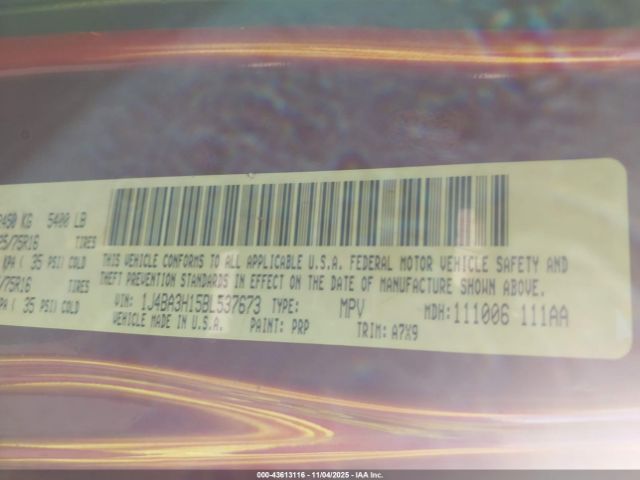 2450 KG 5400 LB
25/75R16 TIRES
KPA ( 35 PSI) COLD
/75R16 TIRES
PA ( 35 PSI) COLD
THIS VEHICLE CONFORMS TO ALL APPLICABLE U.S.A. FEDERAL MOTOR VEHICLE SAFETY AND
THEFT PREVENTION STANDARDS IN EFFECT ON THE DATE OF MANUFACTURE SHOWN ABOVE.
VIN: 1J4BA3H15BL537673 TYPE: MPV MDH: 111006 111AA
VEHICLE MADE IN U.S.A. PAINT: PRP TRIM: A7X9
000-43613116 - 11/04/2025 - IAA Inc.